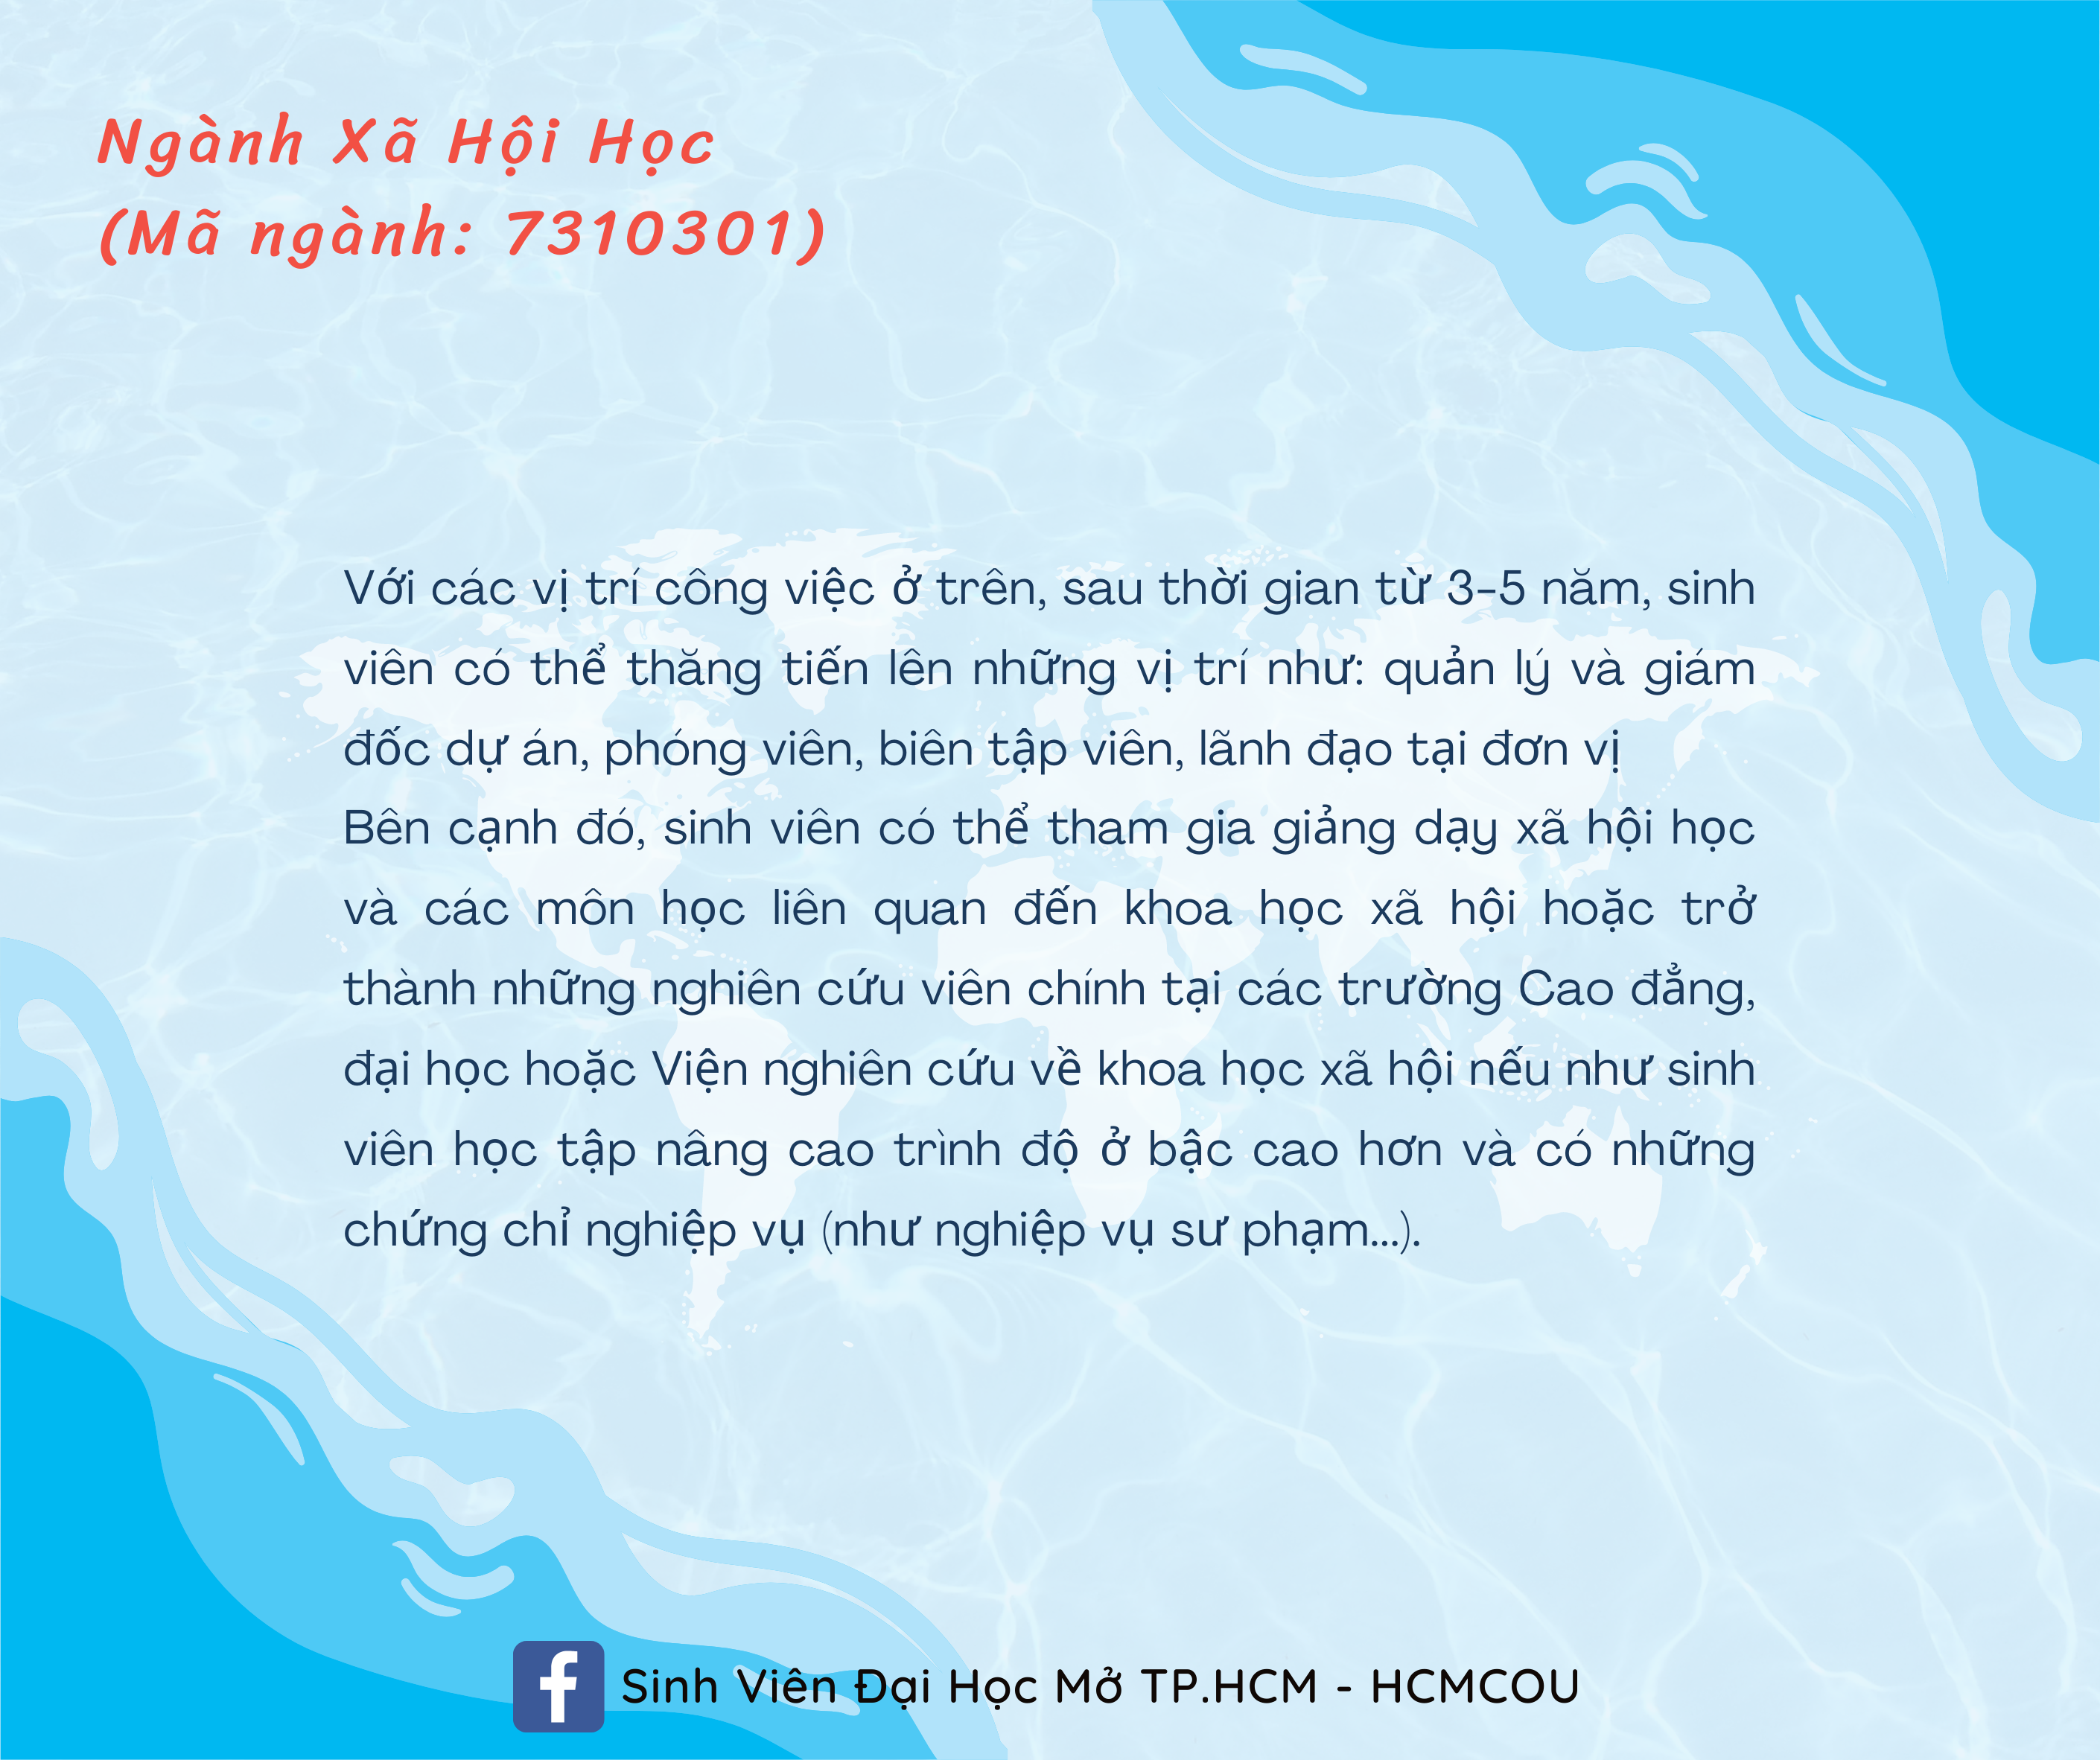 Ngành Xã Hội Học
(Mã ngành: 7310301)
Với các vị trí công việc ở trên, sau thời gian từ 3-5 năm, sinh
viên có thể thăng tiến lên những vị trí như: quản lý và giám
đốc dự án, phóng viên, biên tập viên, lãnh đạo tại đơn vị
Bên cạnh đó, sinh viên có thể tham gia giảng dạy xã hội học
và các môn học liên quan đến khoa học xã hội hoặc trở
thành những nghiên cứu viên chính tại các trường Cao đẳng,
đại học hoặc Viện nghiên cứu về khoa học xã hội nếu như sinh
viên học tập nâng cao trình độ ở bậc cao hơn và có những
chứng chỉ nghiệp vụ (như nghiệp vụ sư phạm...).
Sinh Viên Đại Học Mở TP.HCM - HCMCOU